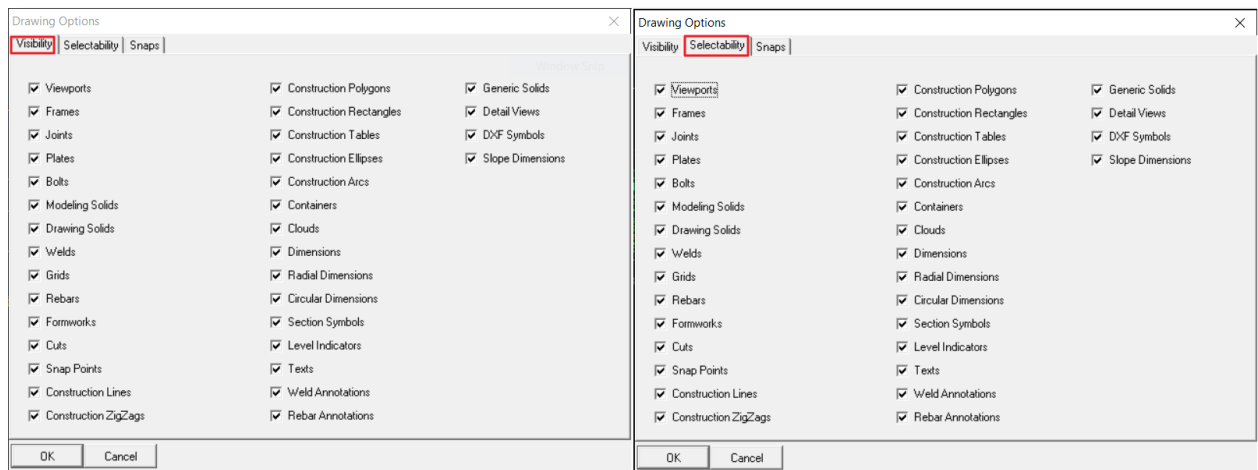 Drawing Options
Visibility Selectability Snaps
Window Snip
Viewports Construction Polygons Generic Solids
Frames Construction Rectangles Detail Views
Joints Construction Tables DXF Symbols
Plates Construction Ellipses Slope Dimensions
Bolts Construction Arcs
Modeling Solids Containers
Drawing Solids Clouds
Welds Dimensions
Grids Radial Dimensions
Rebars Circular Dimensions
Formworks Section Symbols
Cuts Level Indicators
Snap Points Texts
Construction Lines Weld Annotations
Construction ZigZags Rebar Annotations
OK Cancel
Drawing Options
Visibility Selectability Snaps
Viewports Construction Polygons Generic Solids
Frames Construction Rectangles Detail Views
Joints Construction Tables DXF Symbols
Plates Construction Ellipses Slope Dimensions
Bolts Construction Arcs
Modeling Solids Containers
Drawing Solids Clouds
Welds Dimensions
Grids Radial Dimensions
Rebars Circular Dimensions
Formworks Section Symbols
Cuts Level Indicators
Snap Points Texts
Construction Lines Weld Annotations
Construction ZigZags Rebar Annotations
OK Cancel